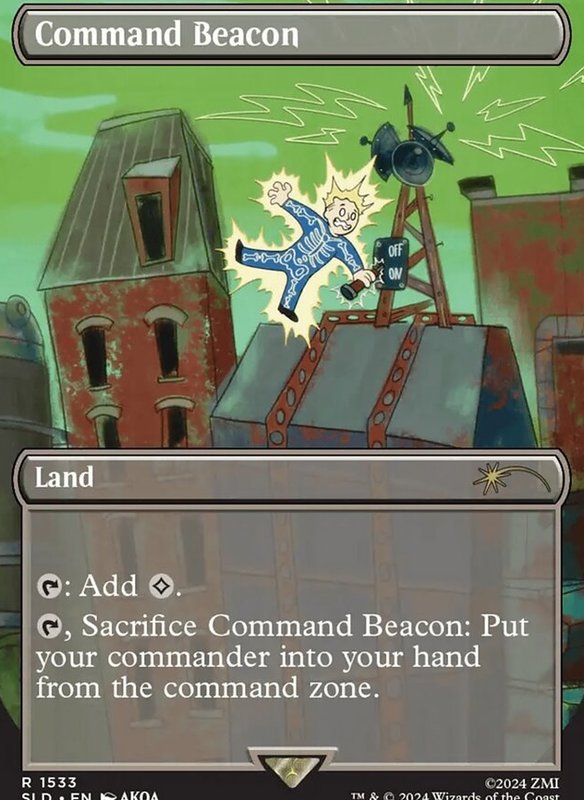 Command Beacon
OFF
ON
Land
: Add .
, Sacrifice Command Beacon: Put
your commander into your hand
from the command zone.
R 1533
©2024 ZMI
SLD • EN AKQA
™ & © 2024 Wizards of the Coast